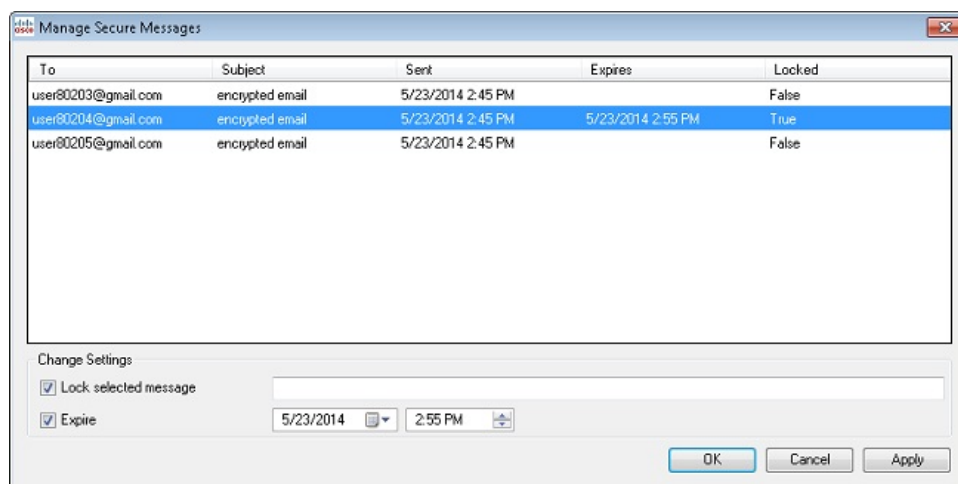 cisco Manage Secure Messages
To Subject Sent Expires Locked
user80203@gmail.com encrypted email 5/23/2014 2:45 PM False
user80204@gmail.com encrypted email 5/23/2014 2:45 PM 5/23/2014 2:55 PM True
user80205@gmail.com encrypted email 5/23/2014 2:45 PM False
Change Settings
Lock selected message
Expire 5/23/2014 2:55 PM
OK Cancel Apply